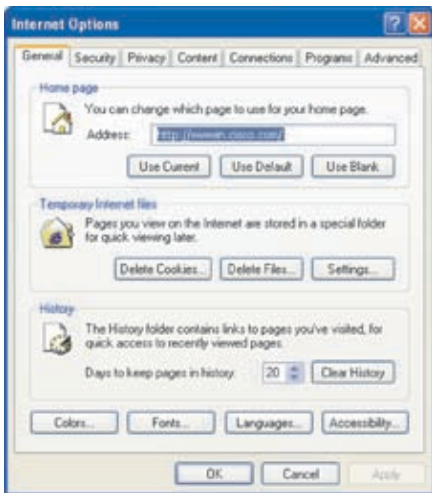 Internet Options
General Security Privacy Content Connections Programs Advanced
Home page
You can change which page to use for your home page.
Address:
Use Current Use Default Use Blank
Temporary Internet files
Pages you view on the Internet are stored in a special folder
for quick viewing later.
Delete Cookies... Delete Files... Settings...
History
The History folder contains links to pages you've visited, for
quick access to recently viewed pages.
Days to keep pages in history: 20 Clear History
Colors... Fonts... Languages... Accessibility...
OK Cancel Apply